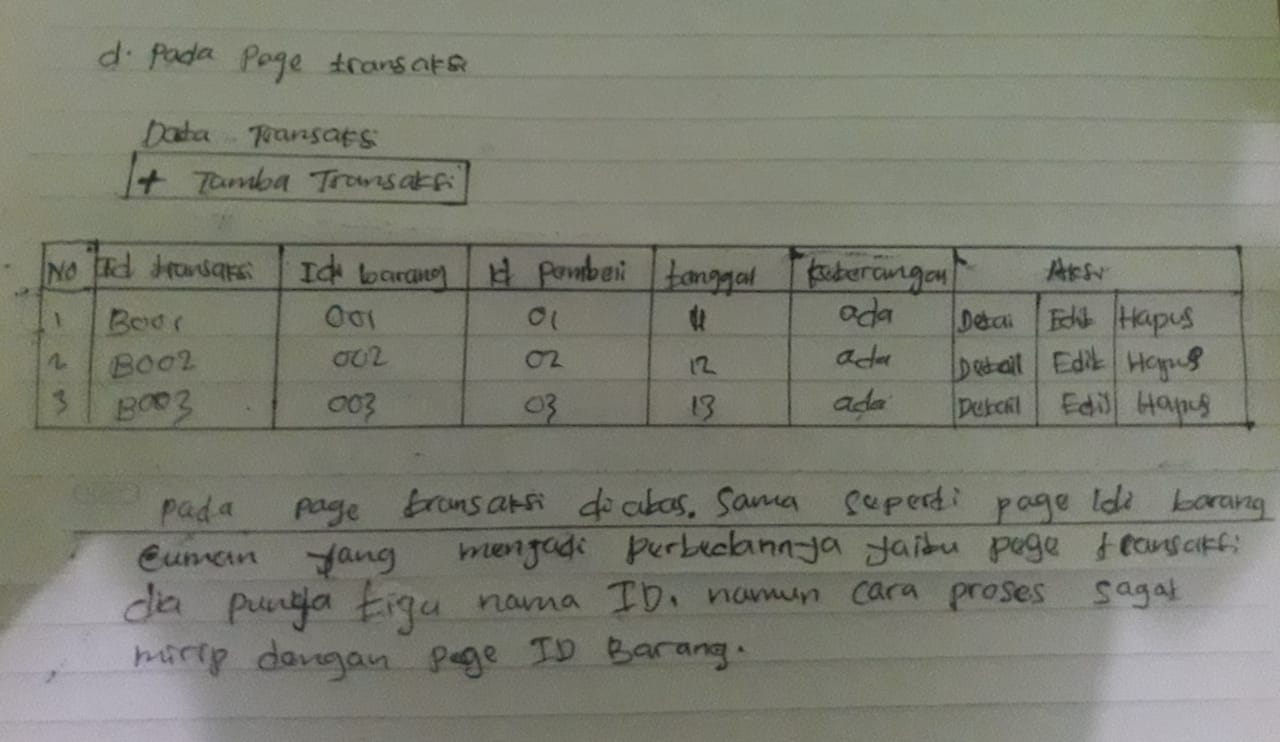 d. Pada Page transaksi
Data Transaksi
+ Tamba Transaksi
No Id transaksi Id barang Id pembeli tanggal keterangan Aksi
1 B001 001 01 11 ada Detai Edit Hapus
2 B002 002 02 12 ada Detail Edit Hapus
3 B003 003 03 13 ada Detail Edit Hapus
pada page transaksi di atas. sama seperti page Id barang
cuman yang menjadi perbedannya yaitu page transaksi
dia punya tiga nama ID. namun cara proses sagat
mirip dengan page ID Barang.